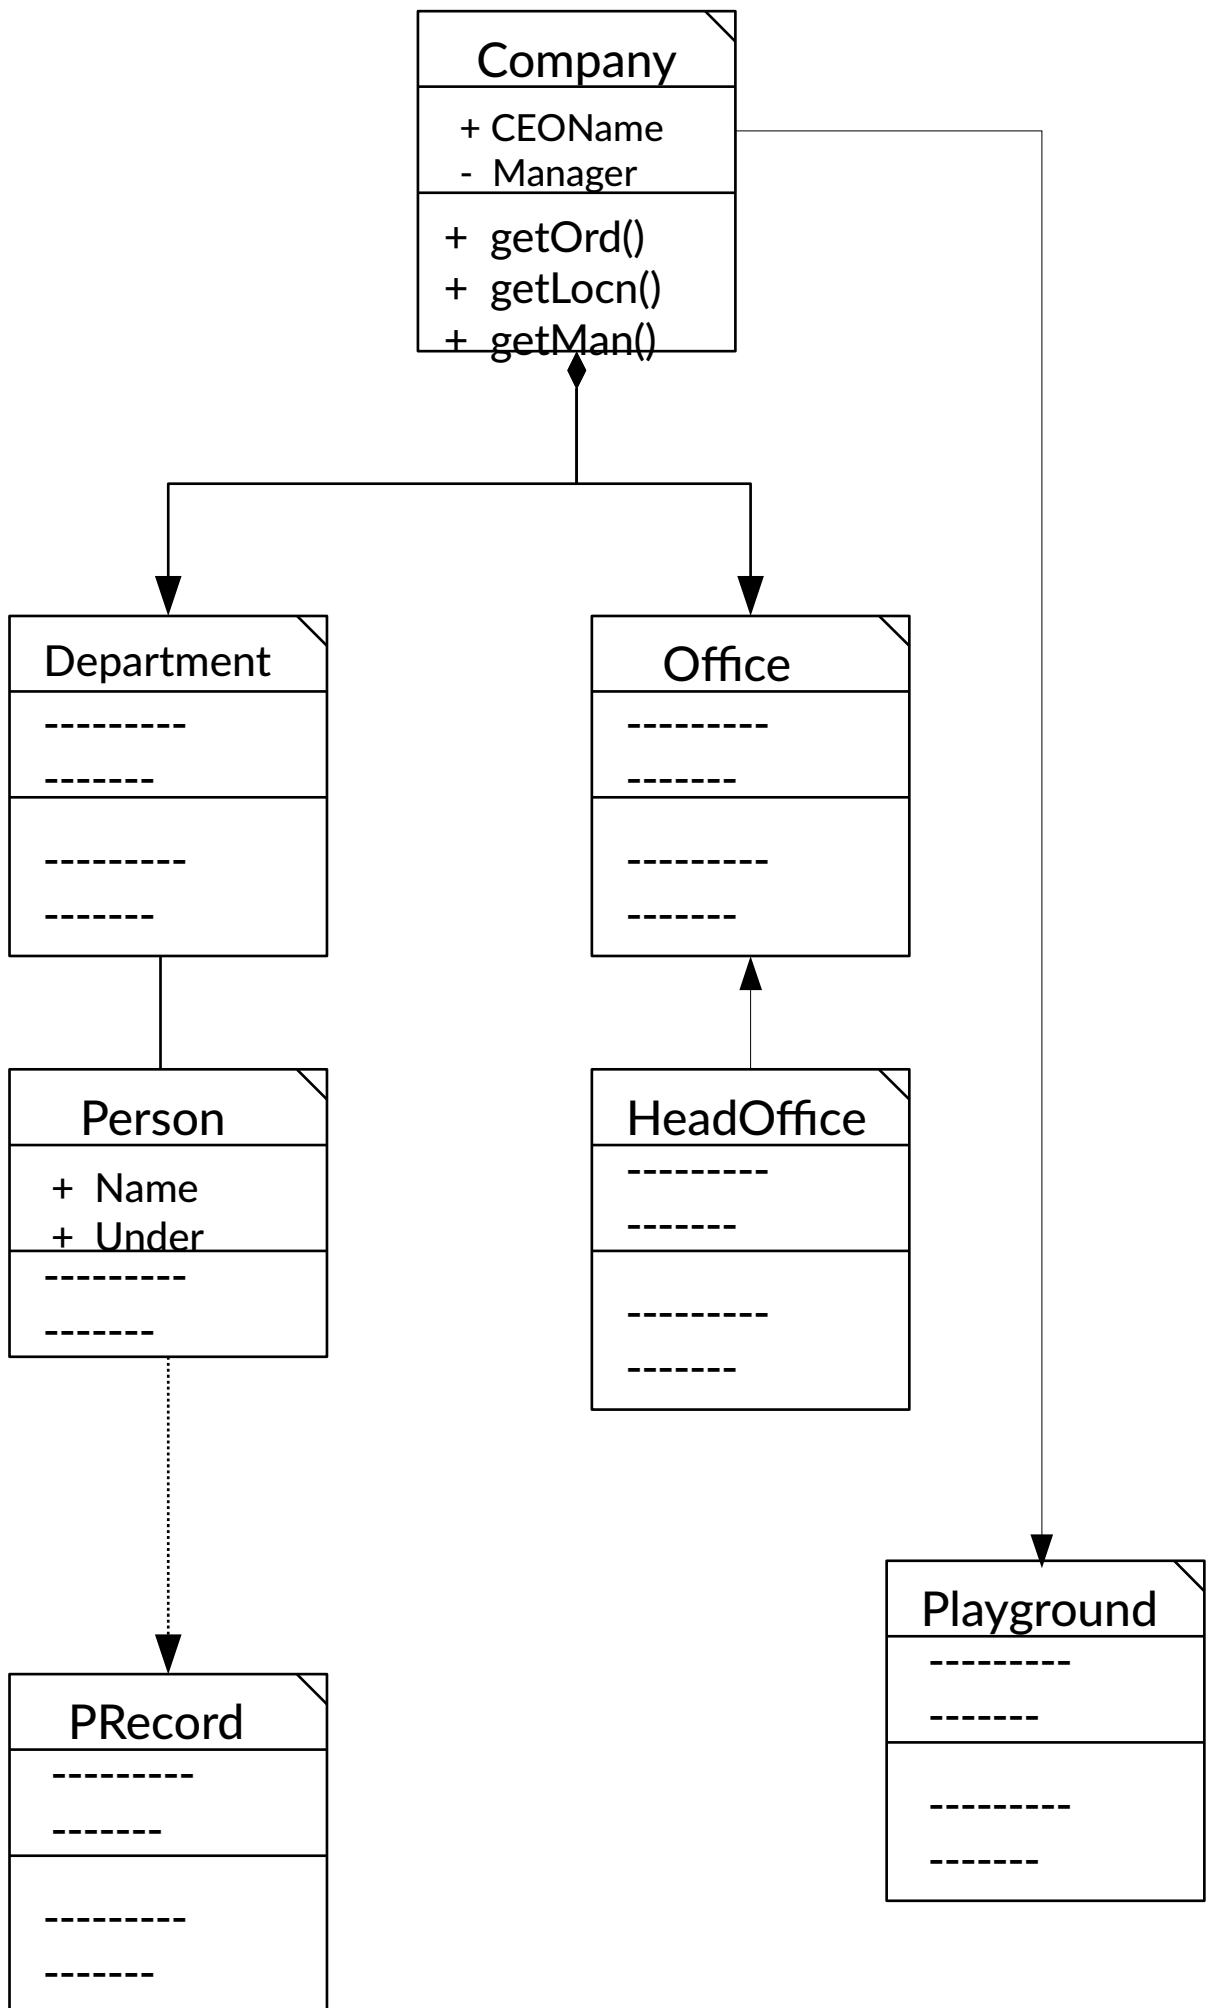 Company
+ CEOName
- Manager
+ getOrd()
+ getLocn()
+ getMan()
Department
---------
-------
---------
-------
Office
---------
-------
---------
-------
Person
+ Name
+ Under
---------
-------
HeadOffice
---------
-------
---------
-------
Playground
---------
-------
---------
-------
PRecord
---------
-------
---------
-------